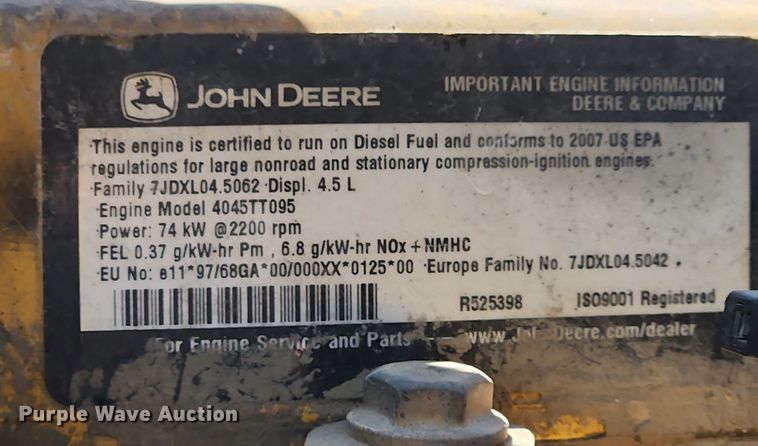 JOHN DEERE
IMPORTANT ENGINE INFORMATION
DEERE & COMPANY
This engine is certified to run on Diesel Fuel and conforms to 2007 US EPA
regulations for large nonroad and stationary compression-ignition engines.
Family 7JDXL04.5062 Displ. 4.5 L
Engine Model 4045TT095
Power: 74 kW @2200 rpm
FEL 0.37 g/kW-hr Pm , 6.8 g/kW-hr NOx + NMHC
EU No: e11*97/68GA*00/000XX*0125*00 Europe Family No. 7JDXL04.5042 .
R525398 ISO9001 Registered
For Engine Service and Parts — www.JohnDeere.com/dealer
Purple Wave Auction